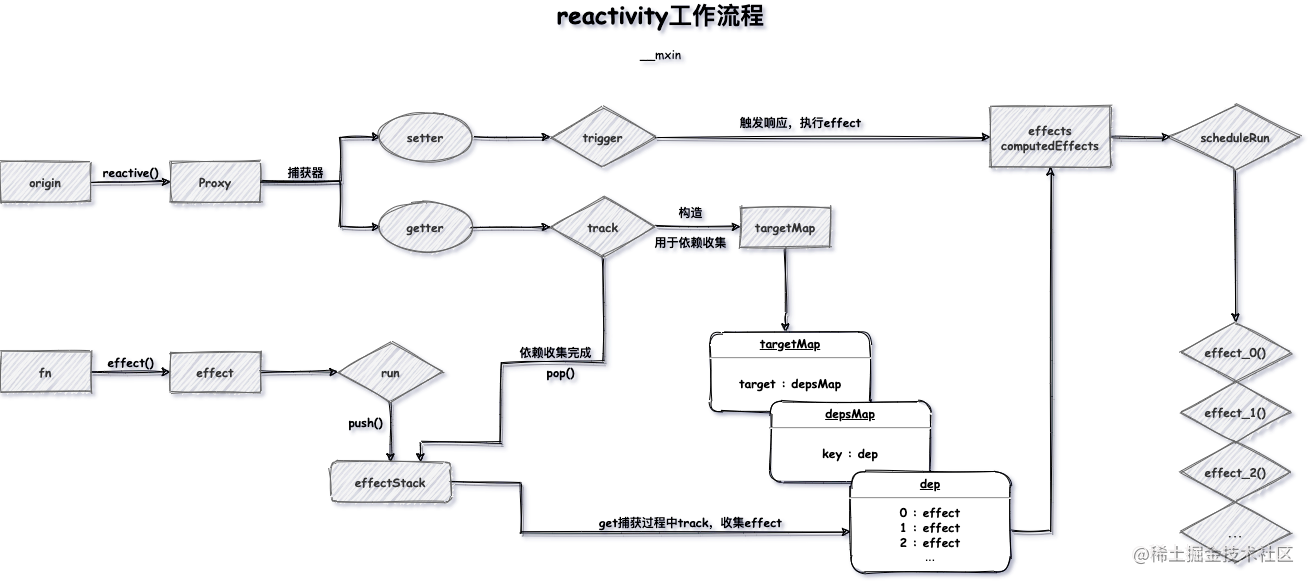 reactivity工作流程
__mxin
origin
reactive()
Proxy
捕获器
setter
trigger
触发响应，执行effect
effects
computedEffects
scheduleRun
getter
track
构造
用于依赖收集
targetMap
fn
effect()
effect
run
push()
依赖收集完成
pop()
effectStack
get捕获过程中track，收集effect
targetMap
target : depsMap
depsMap
key : dep
dep
0 : effect
1 : effect
2 : effect
...
effect_0()
effect_1()
effect_2()
...
@稀土掘金技术社区